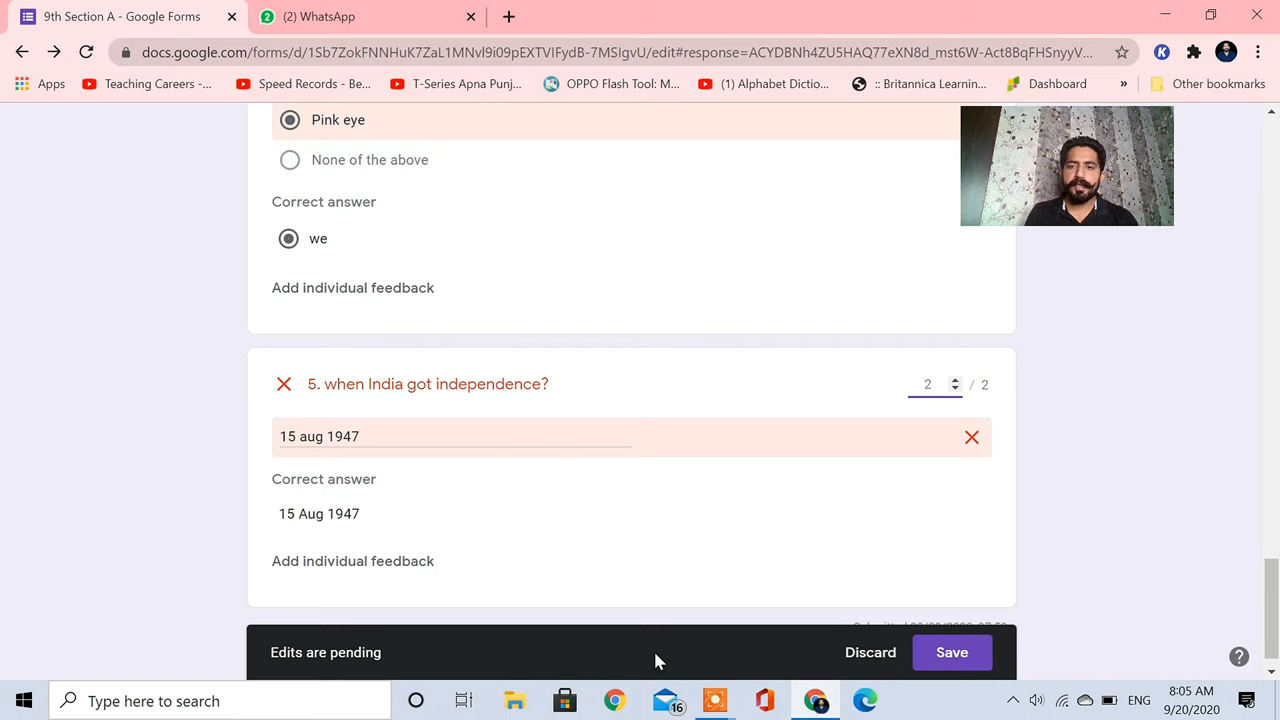 9th Section A - Google Forms
(2) WhatsApp
docs.google.com/forms/d/1Sb7ZokFNNHuK7ZaL1MNvl9i09pEXTVIFydB-7MSIgvU/edit#response=ACYDBNh4ZU5HAQ77eXN8d_mst6W-Act8BqFHSnyyV...
Apps
Teaching Careers -...
Speed Records - Be...
T-Series Apna Punj...
OPPO Flash Tool: M...
(1) Alphabet Dictio...
:: Britannica Learnin...
Dashboard
»
Other bookmarks
Pink eye
None of the above
Correct answer
we
Add individual feedback
5. when India got independence?
2 / 2
15 aug 1947
Correct answer
15 Aug 1947
Add individual feedback
Edits are pending
Discard
Save
Type here to search
16
ENG
8:05 AM
9/20/2020